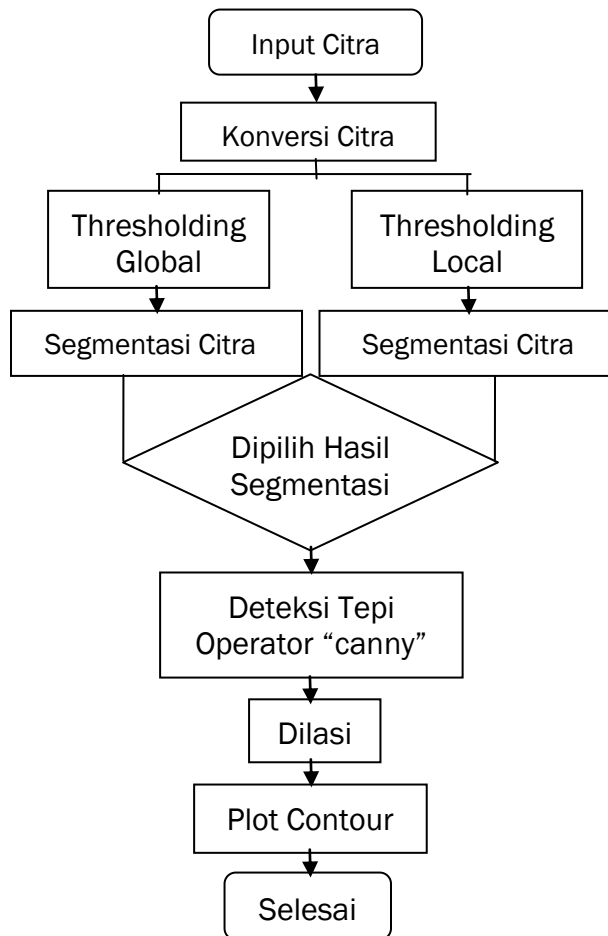 Input Citra
Konversi Citra
Thresholding
Global
Thresholding
Local
Segmentasi Citra
Segmentasi Citra
Dipilih Hasil
Segmentasi
Deteksi Tepi
Operator “canny”
Dilasi
Plot Contour
Selesai